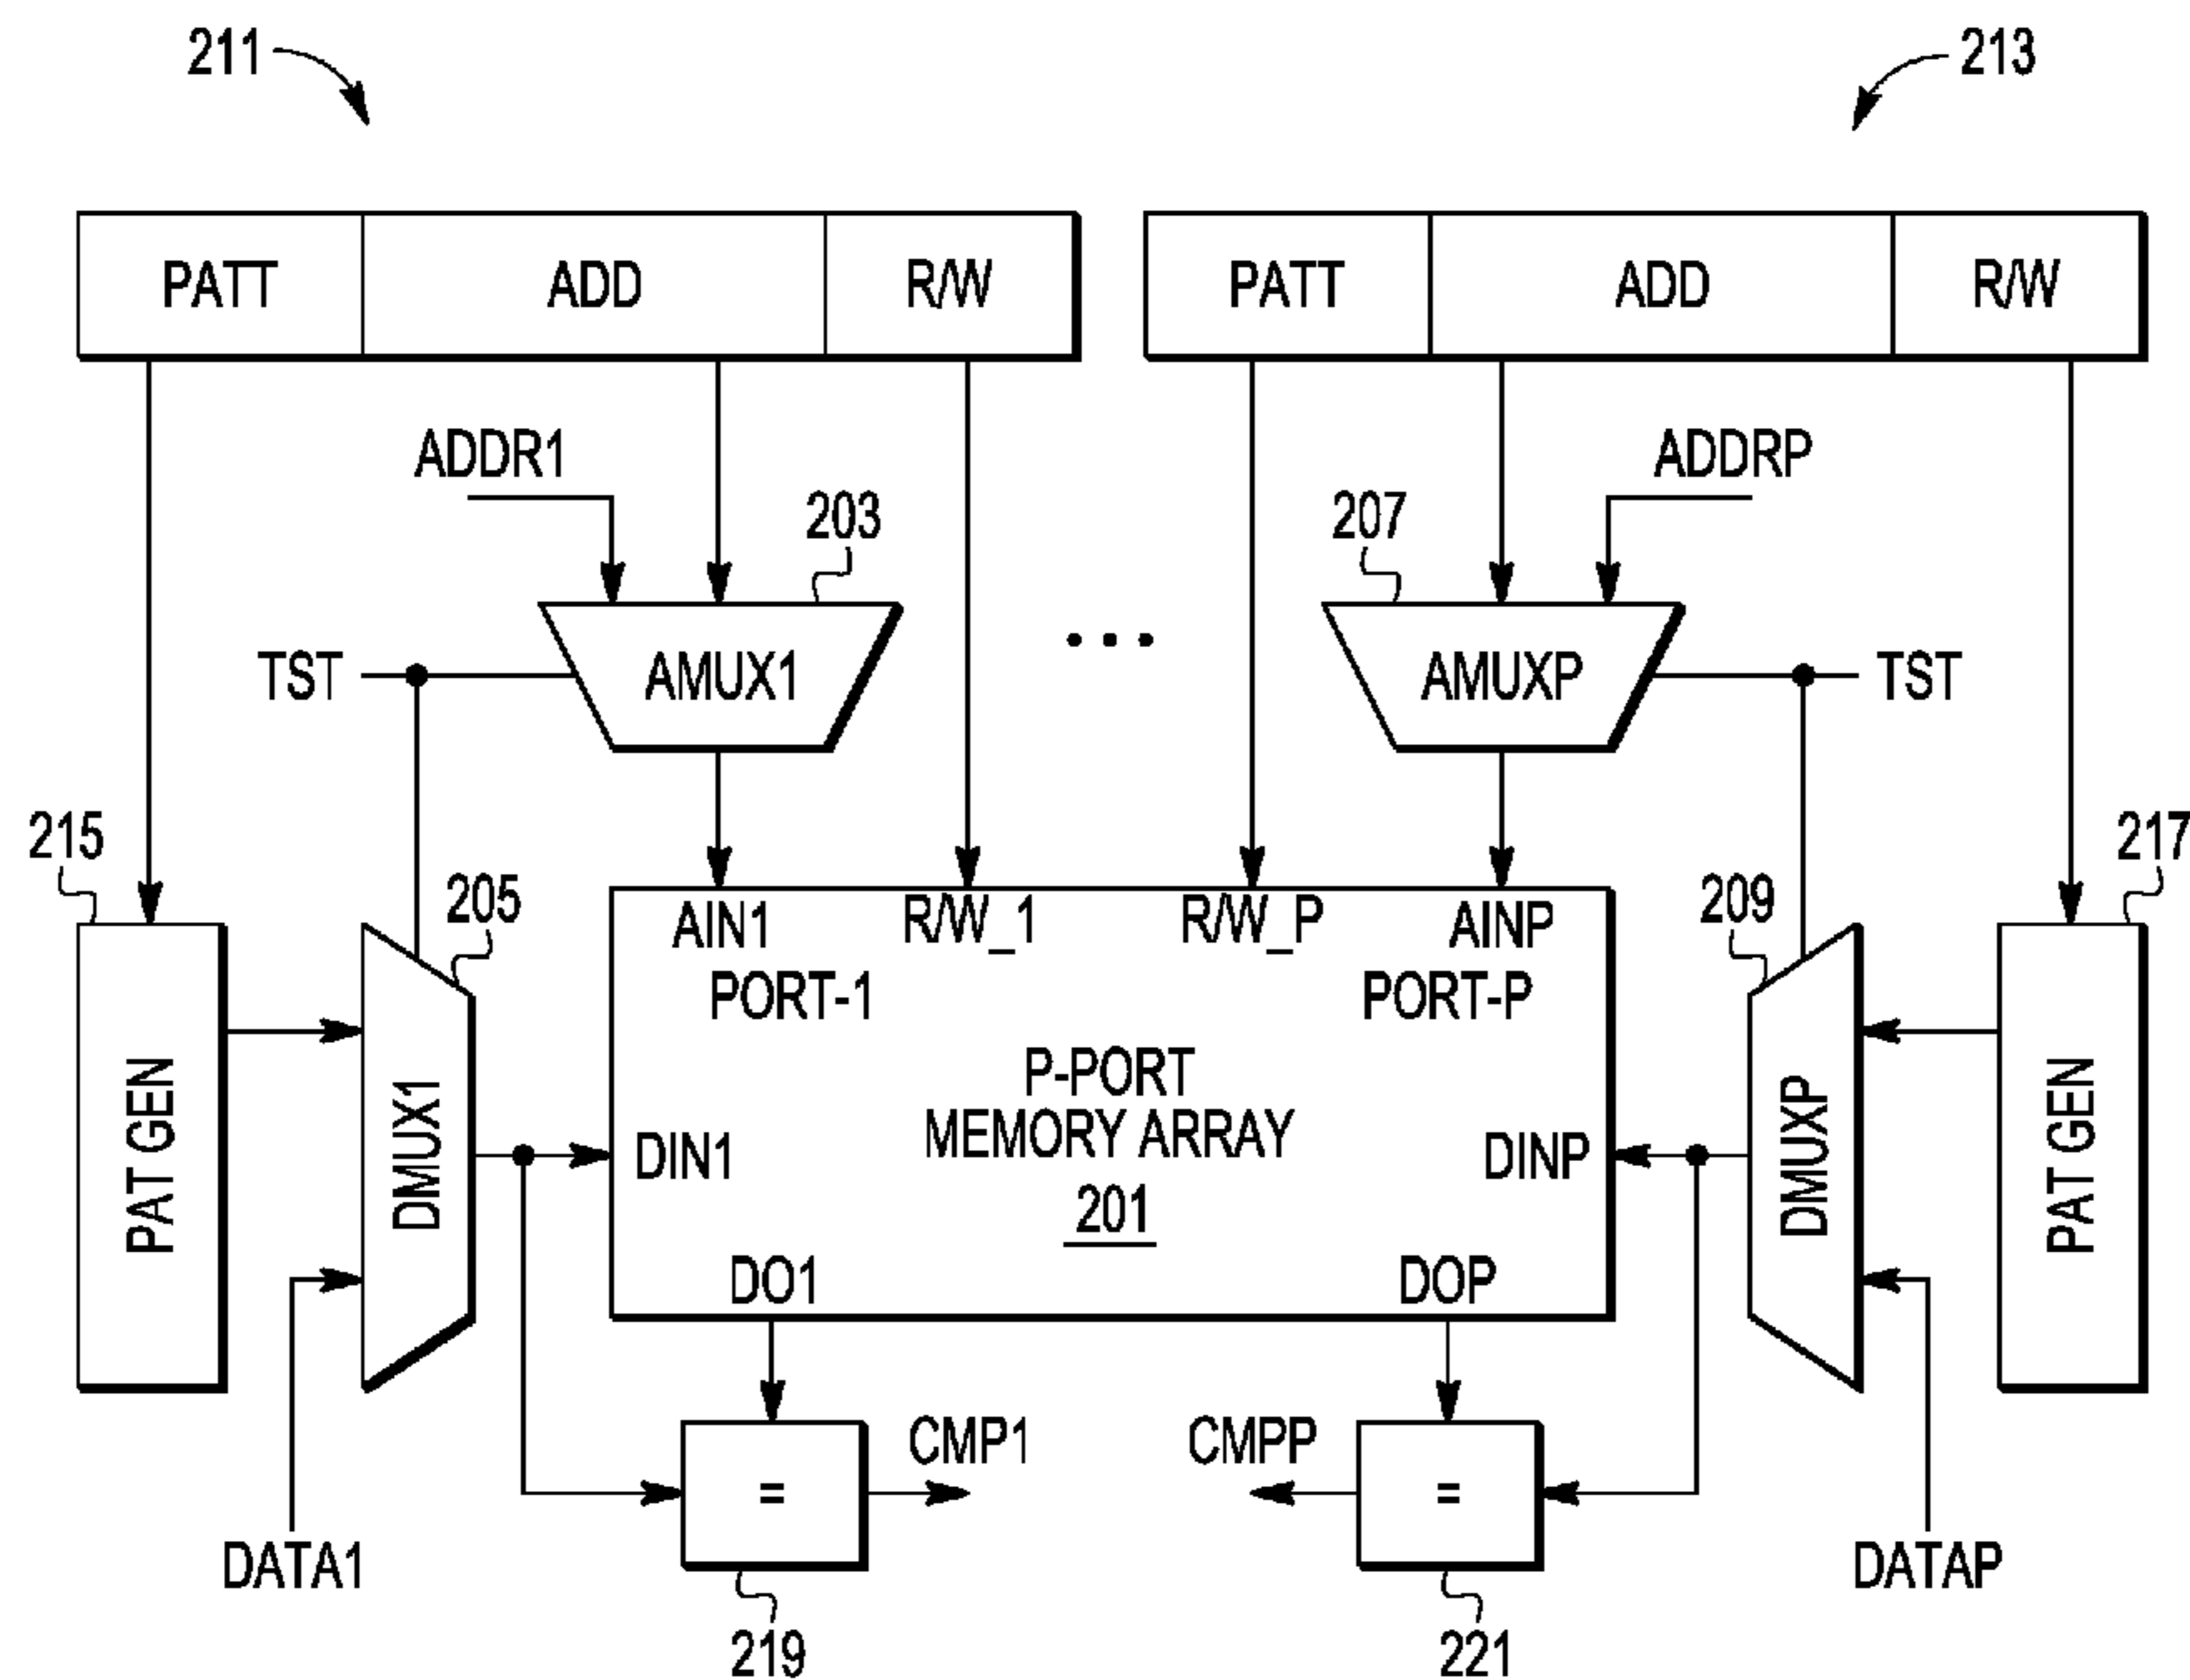 211
213
PATT ADD R/W
PATT ADD R/W
ADDR1
ADDRP
203
207
TST
AMUX1
...
AMUXP
TST
215
205
209
217
AIN1 R/W_1 R/W_P AINP
PORT-1 PORT-P
PAT GEN
DMUX1
P-PORT
MEMORY ARRAY
201
DIN1
DINP
DMUXP
PAT GEN
DO1
DOP
CMP1
CMPP
=
=
DATA1
DATAP
219
221